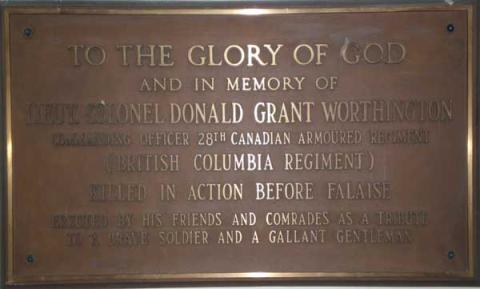 TO THE GLORY OF GOD
AND IN MEMORY OF
LIEUT. COLONEL DONALD GRANT WORTHINGTON
COMMANDING OFFICER 28TH CANADIAN ARMOURED REGIMENT
(BRITISH COLUMBIA REGIMENT)
KILLED IN ACTION BEFORE FALAISE
ERECTED BY HIS FRIENDS AND COMRADES AS A TRIBUTE
TO A BRAVE SOLDIER AND A GALLANT GENTLEMAN